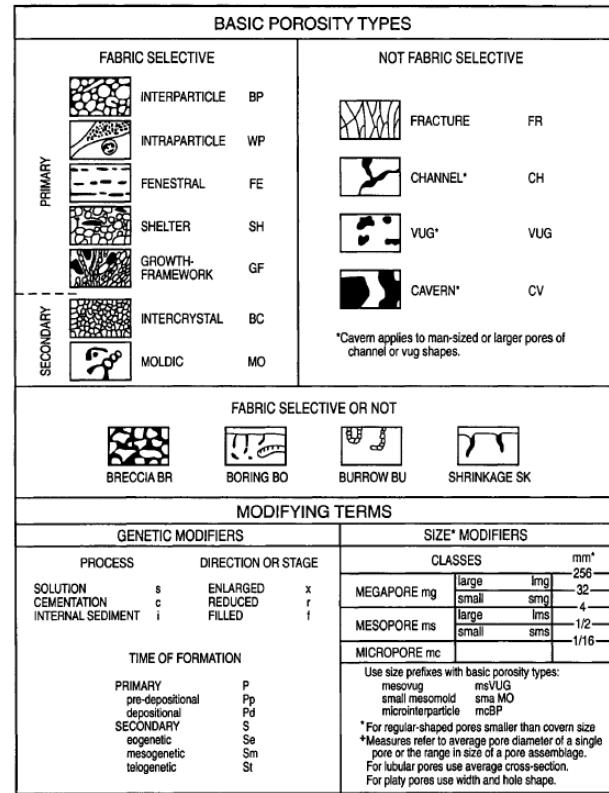 BASIC POROSITY TYPES
FABRIC SELECTIVE
PRIMARY
INTERPARTICLE BP
INTRAPARTICLE WP
FENESTRAL FE
SHELTER SH
GROWTH-
FRAMEWORK GF
SECONDARY
INTERCRYSTAL BC
MOLDIC MO
NOT FABRIC SELECTIVE
FRACTURE FR
CHANNEL* CH
VUG* VUG
CAVERN* CV
*Cavern applies to man-sized or larger pores of
channel or vug shapes.
FABRIC SELECTIVE OR NOT
BRECCIA BR BORING BO BURROW BU SHRINKAGE SK
MODIFYING TERMS
GENETIC MODIFIERS
PROCESS DIRECTION OR STAGE
SOLUTION s ENLARGED x
CEMENTATION c REDUCED r
INTERNAL SEDIMENT i FILLED f
TIME OF FORMATION
PRIMARY P
pre-depositional Pp
depositional Pd
SECONDARY S
eogenetic Se
mesogenetic Sm
telogenetic St
SIZE* MODIFIERS
CLASSES mm*
256
MEGAPORE mg large lmg
32
small smg
4
MESOPORE ms large lms
1/2
small sms
1/16
MICROPORE mc
Use size prefixes with basic porosity types:
mesovug msVUG
small mesomold sma MO
microinterparticle mcBP
*For regular-shaped pores smaller than covern size
+Measures refer to average pore diameter of a single
pore or the range in size of a pore assemblage.
For lubular pores use average cross-section.
For platy pores use width and hole shape.